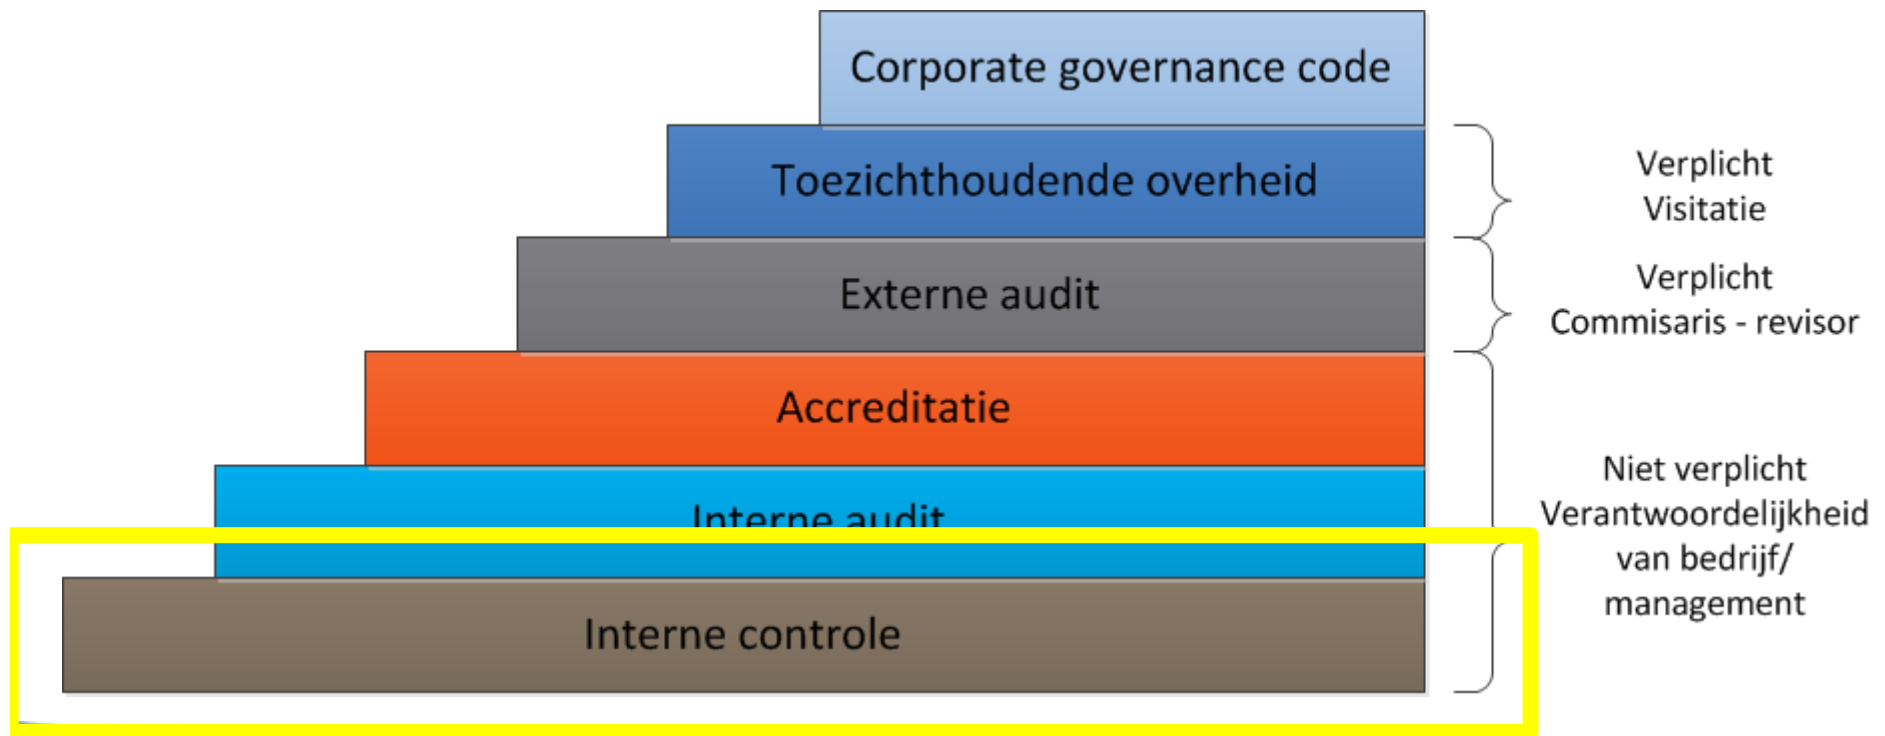 Corporate governance code
Toezichthoudende overheid
Verplicht
Visitatie
Externe audit
Verplicht
Commisaris - revisor
Accreditatie
Interne audit
Niet verplicht
Verantwoordelijkheid
van bedrijf/
management
Interne controle